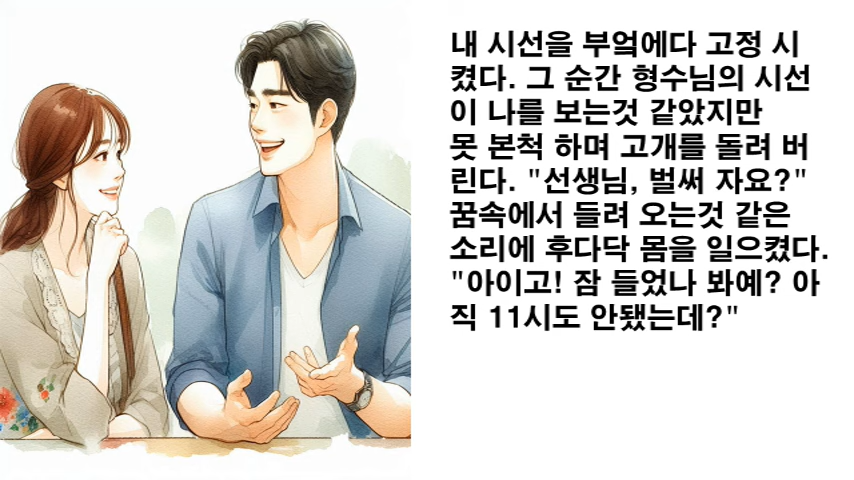 내 시선을 부엌에다 고정 시
켰다. 그 순간 형수님의 시선
이 나를 보는것 같았지만
못 본척 하며 고개를 돌려 버
린다. "선생님, 벌써 자요?"
꿈속에서 들려 오는것 같은
소리에 후다닥 몸을 일으켰다.
"아이고! 잠 들었나 봐예? 아
직 11시도 안됐는데?"